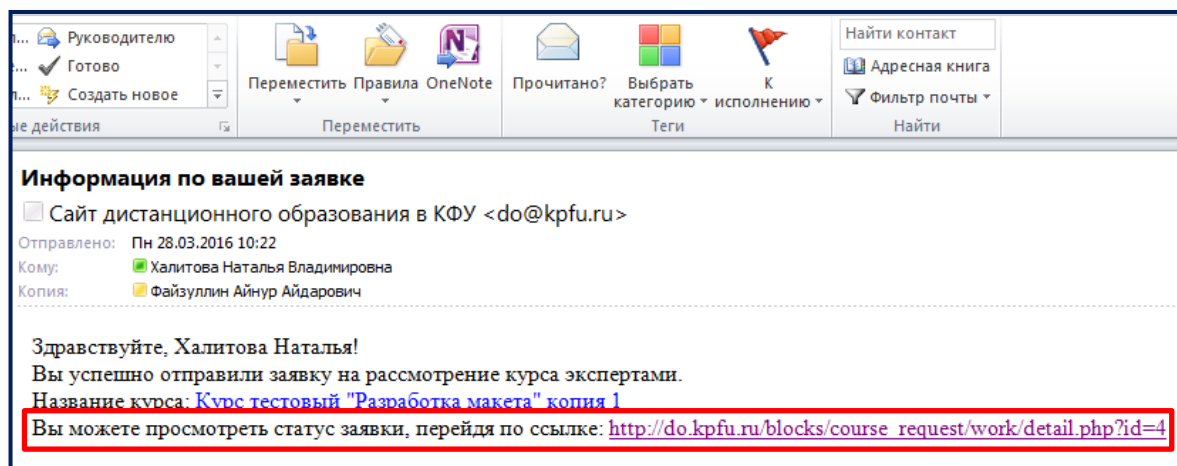 л... Руководителю
е... Готово
л... Создать новое
ые действия
Переместить Правила OneNote
Переместить
Прочитано? Выбрать категорию К исполнению
Теги
Найти контакт
Адресная книга
Фильтр почты
Найти
Информация по вашей заявке
Сайт дистанционного образования в КФУ <do@kpfu.ru>
Отправлено: Пн 28.03.2016 10:22
Кому: Халитова Наталья Владимировна
Копия: Файзуллин Айнур Айдарович
Здравствуйте, Халитова Наталья!
Вы успешно отправили заявку на рассмотрение курса экспертами.
Название курса: Курс тестовый "Разработка макета" копия 1
Вы можете просмотреть статус заявки, перейдя по ссылке: http://do.kpfu.ru/blocks/course_request/work/detail.php?id=4